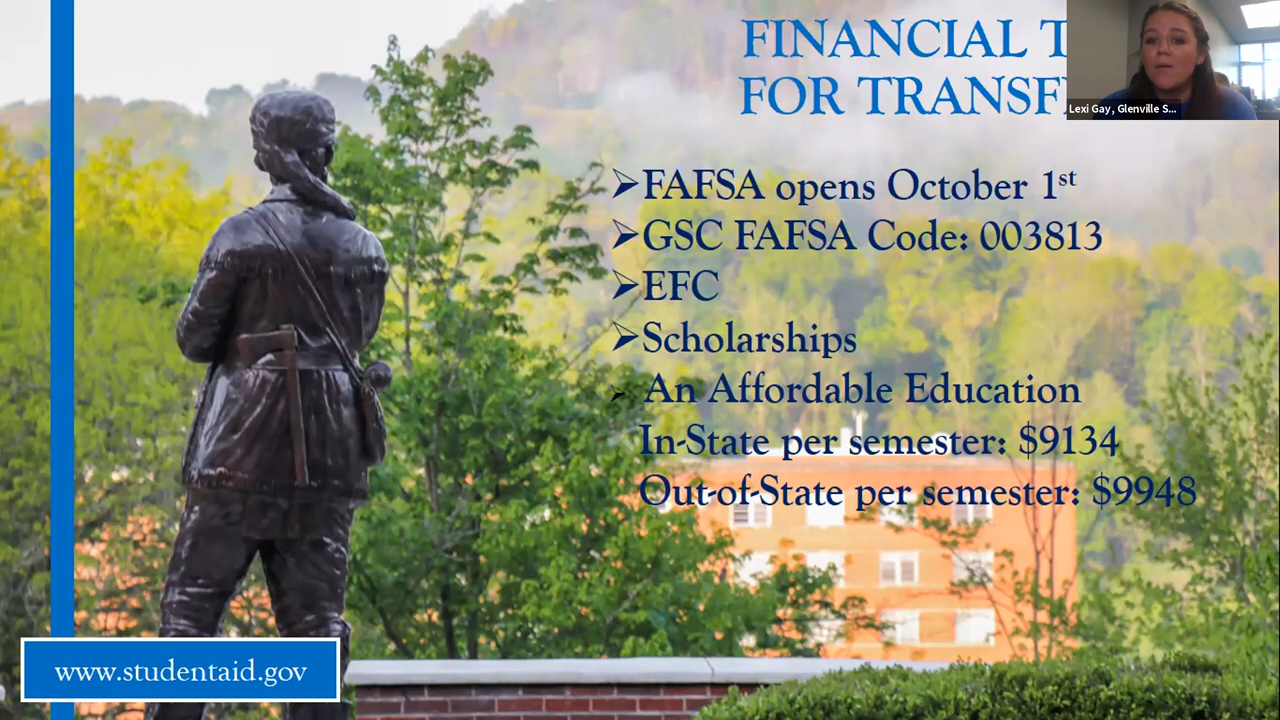 FINANCIAL T
FOR TRANSF
Lexi Gay, Glenville S...
➢FAFSA opens October 1st
➢GSC FAFSA Code: 003813
➢EFC
➢Scholarships
➢An Affordable Education
In-State per semester: $9134
Out-of-State per semester: $9948
www.studentaid.gov